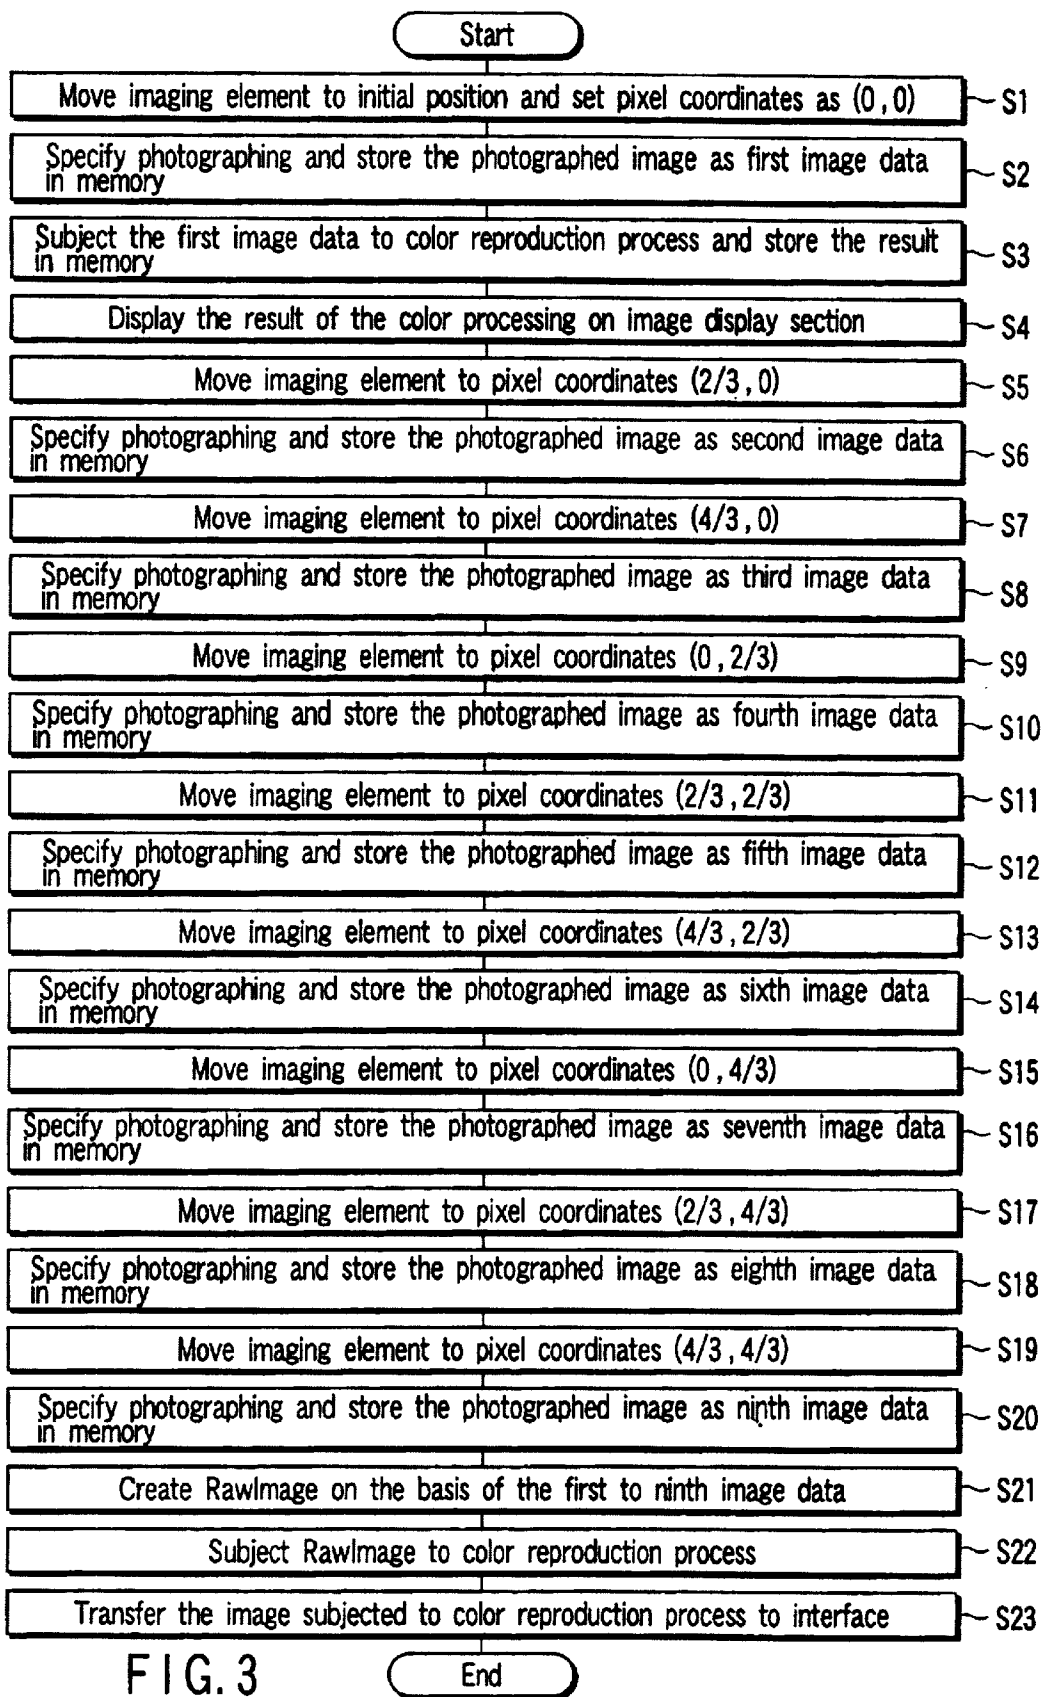 Start
Move imaging element to initial position and set pixel coordinates as (0,0)
S1
Specify photographing and store the photographed image as first image data
in memory
S2
Subject the first image data to color reproduction process and store the result
in memory
S3
Display the result of the color processing on image display section
S4
Move imaging element to pixel coordinates (2/3,0)
S5
Specify photographing and store the photographed image as second image data
in memory
S6
Move imaging element to pixel coordinates (4/3,0)
S7
Specify photographing and store the photographed image as third image data
in memory
S8
Move imaging element to pixel coordinates (0,2/3)
S9
Specify photographing and store the photographed image as fourth image data
in memory
S10
Move imaging element to pixel coordinates (2/3,2/3)
S11
Specify photographing and store the photographed image as fifth image data
in memory
S12
Move imaging element to pixel coordinates (4/3,2/3)
S13
Specify photographing and store the photographed image as sixth image data
in memory
S14
Move imaging element to pixel coordinates (0,4/3)
S15
Specify photographing and store the photographed image as seventh image data
in memory
S16
Move imaging element to pixel coordinates (2/3,4/3)
S17
Specify photographing and store the photographed image as eighth image data
in memory
S18
Move imaging element to pixel coordinates (4/3,4/3)
S19
Specify photographing and store the photographed image as ninth image data
in memory
S20
Create RawImage on the basis of the first to ninth image data
S21
Subject RawImage to color reproduction process
S22
Transfer the image subjected to color reproduction process to interface
S23
End
FIG.3